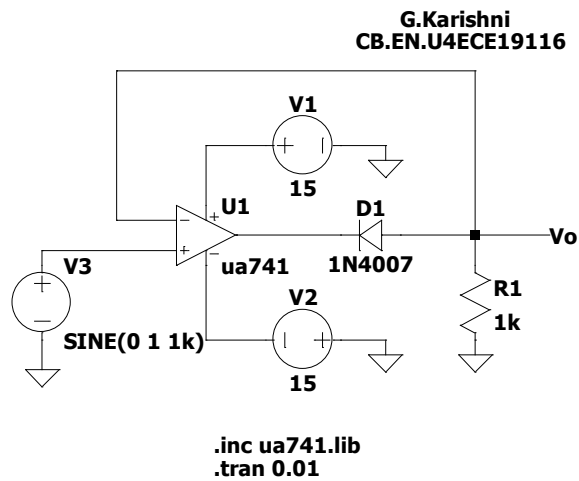 G.Karishni
CB.EN.U4ECE19116
V1
15
U1
ua741
D1
1N4007
Vo
V3
SINE(0 1 1k)
V2
15
R1
1k
.inc ua741.lib
.tran 0.01